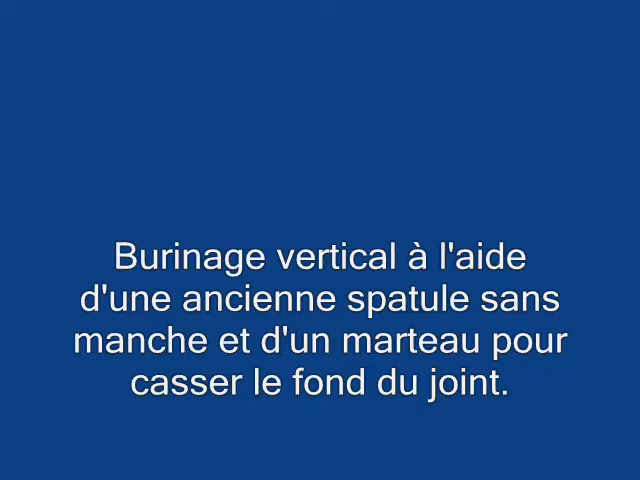 Burinage vertical à l'aide
d'une ancienne spatule sans
manche et d'un marteau pour
casser le fond du joint.